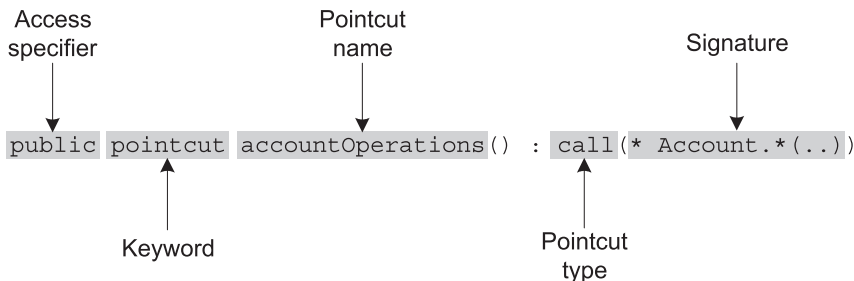 Access
specifier
Pointcut
name
Signature
public pointcut accountOperations() : call(* Account.*(..))
Keyword
Pointcut
type